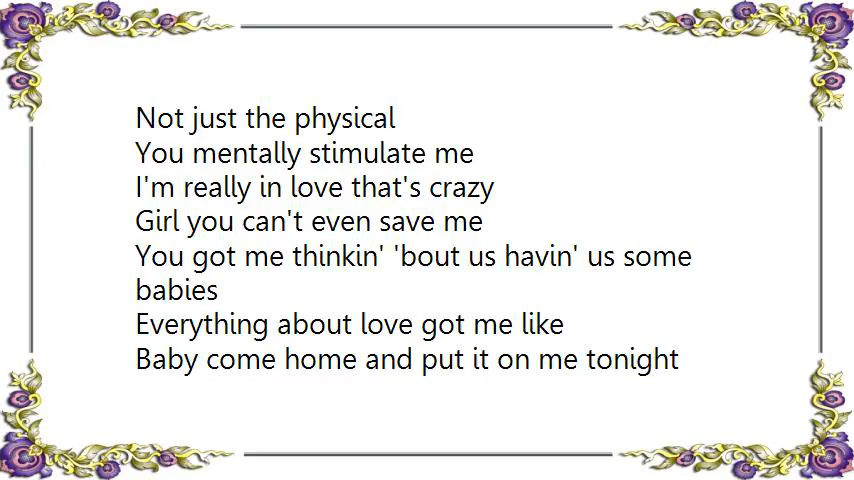 Not just the physical
You mentally stimulate me
I'm really in love that's crazy
Girl you can't even save me
You got me thinkin' 'bout us havin' us some
babies
Everything about love got me like
Baby come home and put it on me tonight